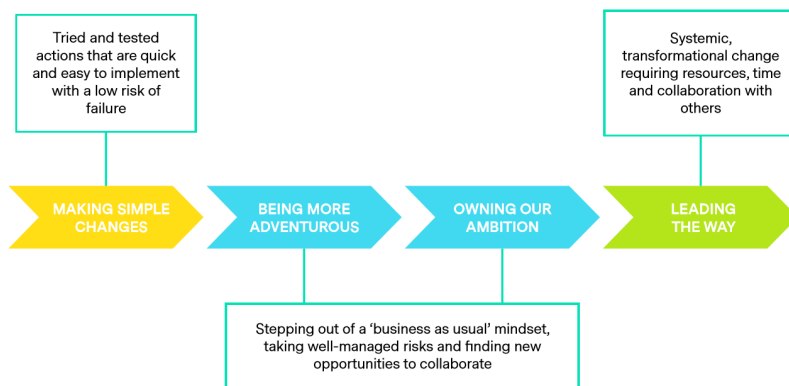 Tried and tested
actions that are quick
and easy to implement
with a low risk of
failure
Systemic,
transformational change
requiring resources, time
and collaboration with
others
MAKING SIMPLE
CHANGES
BEING MORE
ADVENTUROUS
OWNING OUR
AMBITION
LEADING
THE WAY
Stepping out of a ‘business as usual’ mindset,
taking well-managed risks and finding new
opportunities to collaborate